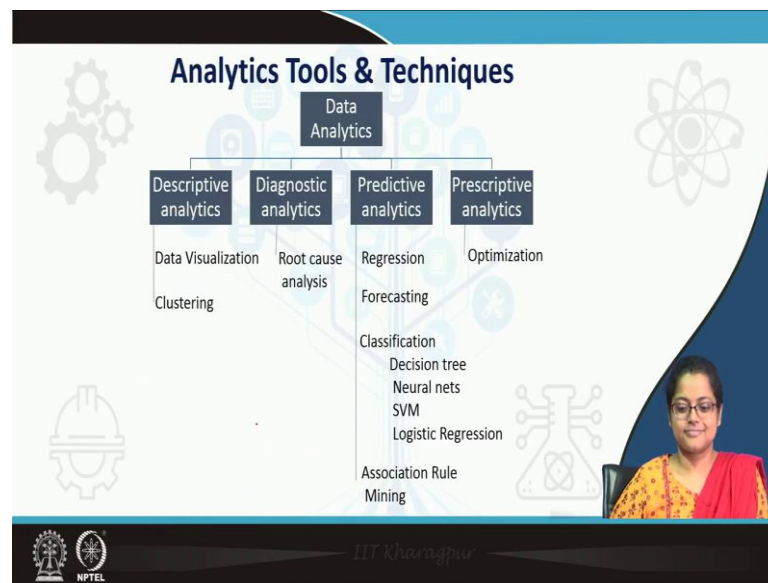 Analytics Tools & Techniques
Data
Analytics
Descriptive
analytics
Diagnostic
analytics
Predictive
analytics
Prescriptive
analytics
Data Visualization
Clustering
Root cause
analysis
Regression
Forecasting
Classification
Decision tree
Neural nets
SVM
Logistic Regression
Association Rule
Mining
Optimization
IIT Kharagpur
NPTEL